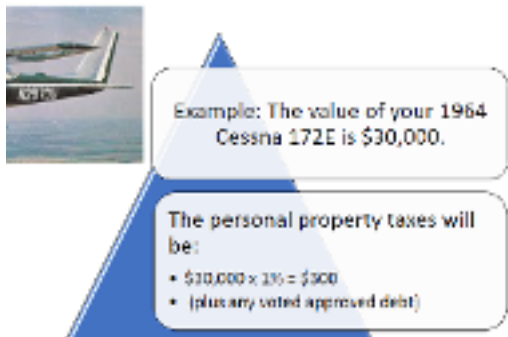 Example: The value of your 1964
Cessna 172E is $30,000.
The personal property taxes will
be:
• $30,000 x 1% = $300
• (plus any voted approved debt)